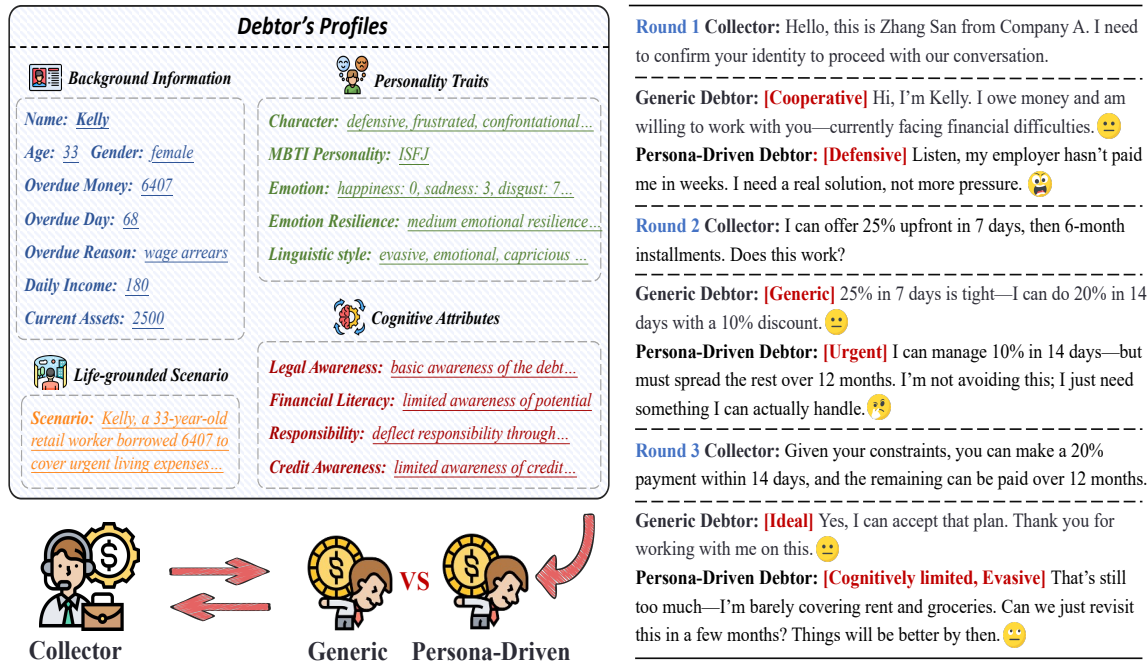 Debtor's Profiles
Background Information
Name: Kelly
Age: 33 Gender: female
Overdue Money: 6407
Overdue Day: 68
Overdue Reason: wage arrears
Daily Income: 180
Current Assets: 2500
Life-grounded Scenario
Scenario: Kelly, a 33-year-old
retail worker borrowed 6407 to
cover urgent living expenses…
Personality Traits
Character: defensive, frustrated, confrontational…
MBTI Personality: ISFJ
Emotion: happiness: 0, sadness: 3, disgust: 7…
Emotion Resilience: medium emotional resilience…
Linguistic style: evasive, emotional, capricious …
Cognitive Attributes
Legal Awareness: basic awareness of the debt…
Financial Literacy: limited awareness of potential
Responsibility: deflect responsibility through…
Credit Awareness: limited awareness of credit…
Collector
Generic
VS
Persona-Driven
Round 1 Collector: Hello, this is Zhang San from Company A. I need
to confirm your identity to proceed with our conversation.
Generic Debtor: [Cooperative] Hi, I'm Kelly. I owe money and am
willing to work with you—currently facing financial difficulties.
Persona-Driven Debtor: [Defensive] Listen, my employer hasn't paid
me in weeks. I need a real solution, not more pressure.
Round 2 Collector: I can offer 25% upfront in 7 days, then 6-month
installments. Does this work?
Generic Debtor: [Generic] 25% in 7 days is tight—I can do 20% in 14
days with a 10% discount.
Persona-Driven Debtor: [Urgent] I can manage 10% in 14 days—but
must spread the rest over 12 months. I'm not avoiding this; I just need
something I can actually handle.
Round 3 Collector: Given your constraints, you can make a 20%
payment within 14 days, and the remaining can be paid over 12 months.
Generic Debtor: [Ideal] Yes, I can accept that plan. Thank you for
working with me on this.
Persona-Driven Debtor: [Cognitively limited, Evasive] That's still
too much—I'm barely covering rent and groceries. Can we just revisit
this in a few months? Things will be better by then.